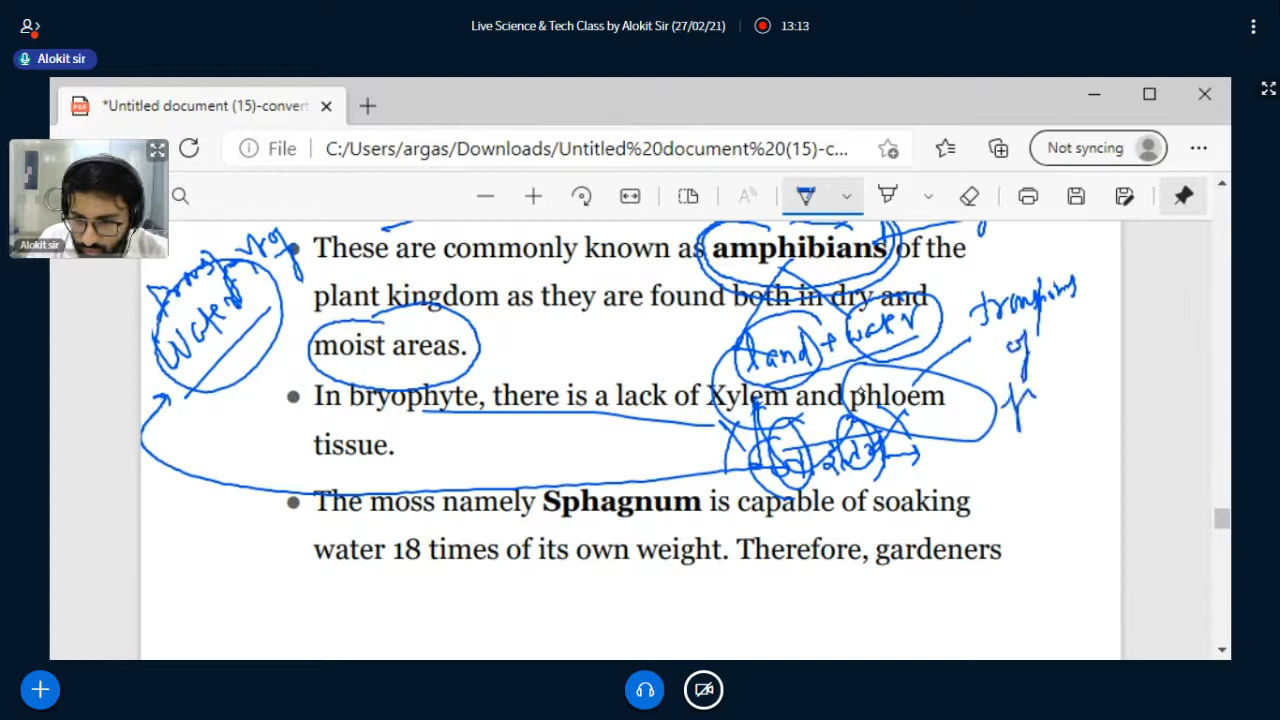 Live Science & Tech Class by Alokit Sir (27/02/21)
13:13
Alokit sir
*Untitled document (15)-convert
File
C:/Users/argas/Downloads/Untitled%20document%20(15)-c...
Not syncing
Alokit sir
These are commonly known as amphibians of the
plant kingdom as they are found both in dry and
land + water
moist areas.
water
of
In bryophyte, there is a lack of Xylem and phloem
tissue.
The moss namely Sphagnum is capable of soaking
water 18 times of its own weight. Therefore, gardeners